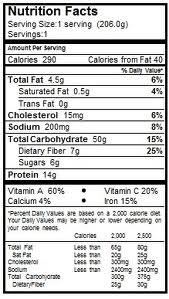 Nutrition Facts
Serving Size:1 serving (206.0g)
Servings:1
Amount Per Serving
Calories 290 Calories from Fat 40
% Daily Value*
Total Fat 4.5g 6%
Saturated Fat 0.5g 4%
Trans Fat 0g
Cholesterol 15mg 6%
Sodium 200mg 8%
Total Carbohydrate 50g 15%
Dietary Fiber 7g 25%
Sugars 6g
Protein 14g
Vitamin A 60% • Vitamin C 20%
Calcium 4% • Iron 15%
*Percent Daily Values are based on a 2,000 calorie diet.
Your Daily Values may be higher or lower depending on
your calorie needs.
Calories 2,000 2,500
Total Fat Less than 65g 80g
Sat Fat Less than 20g 25g
Cholesterol Less than 300mg 300mg
Sodium Less than 2400mg 2400mg
Total Carbohydrate 300g 375g
DietaryFiber 25g 30g